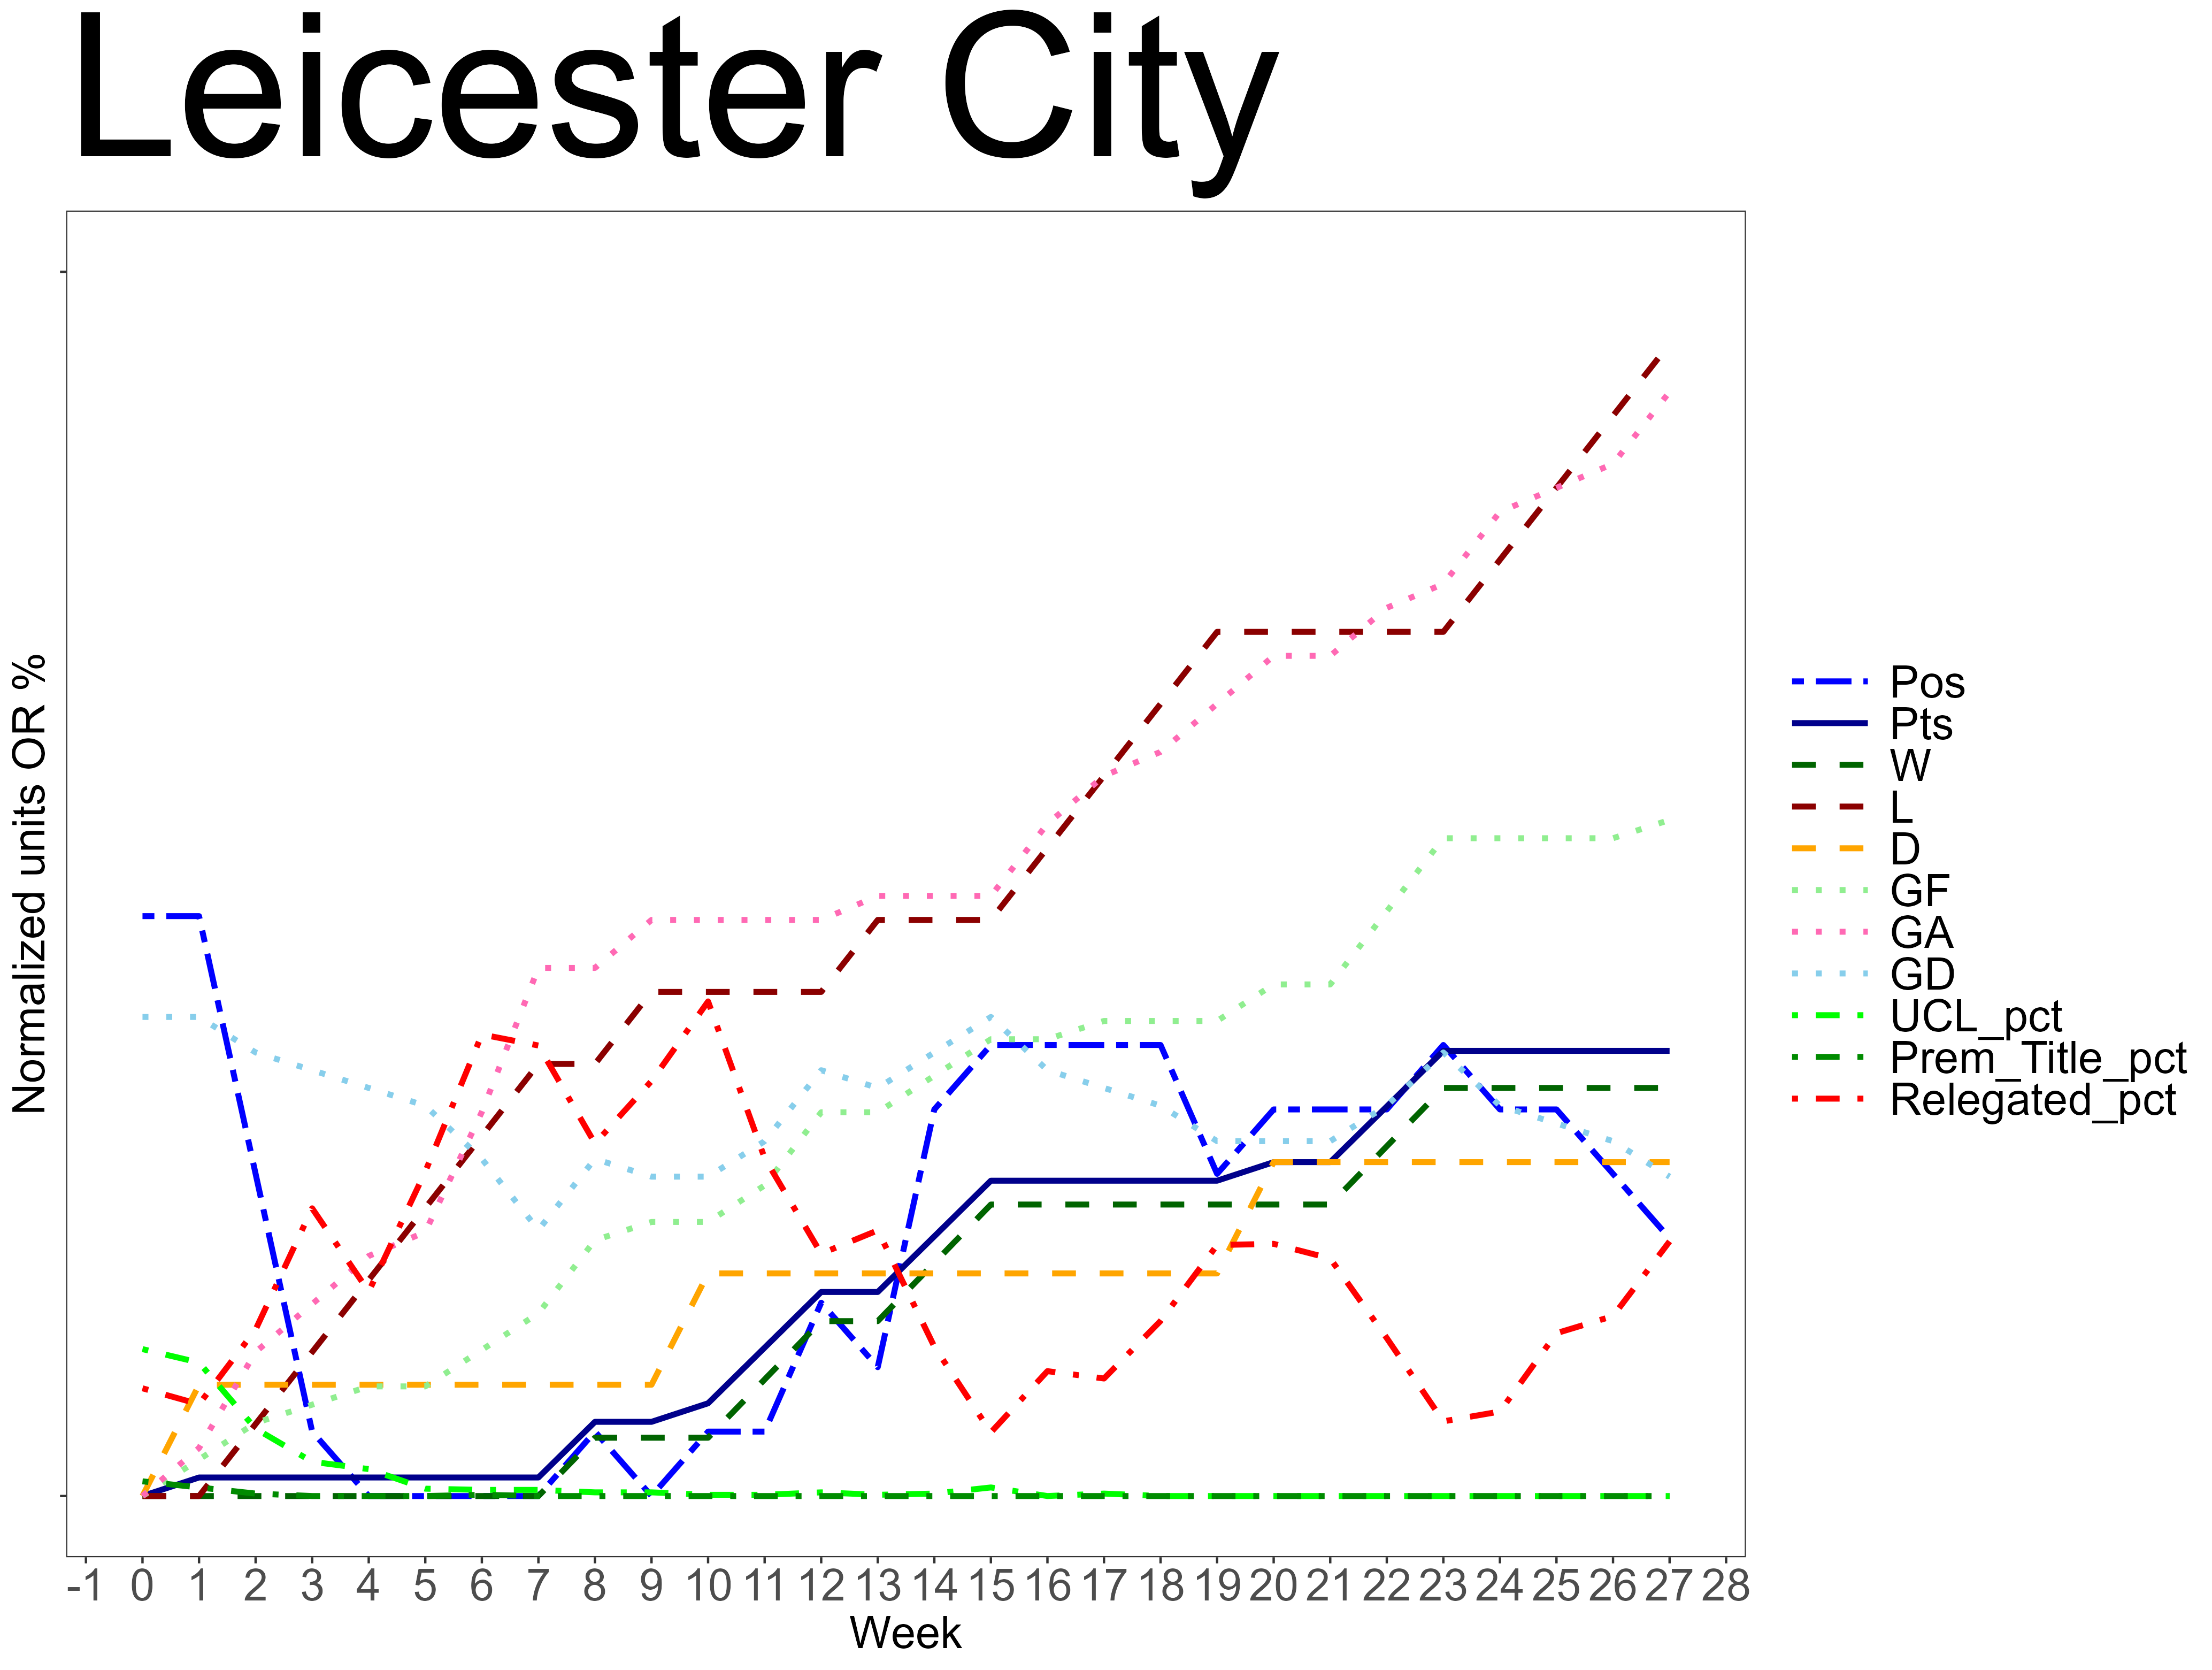 Leicester City
Normalized units OR %
Pos
Pts
W
L
D
GF
GA
GD
UCL_pct
Prem_Title_pct
Relegated_pct
-1 0 1 2 3 4 5 6 7 8 9 10 11 12 13 14 15 16 17 18 19 20 21 22 23 24 25 26 27 28
Week